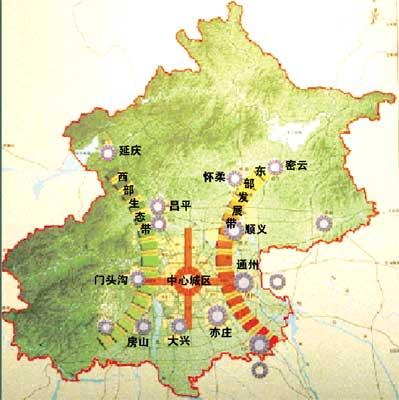 延庆
怀柔
密云
西部生态带
东部发展带
昌平
顺义
门头沟
中心城区
通州
房山
大兴
亦庄